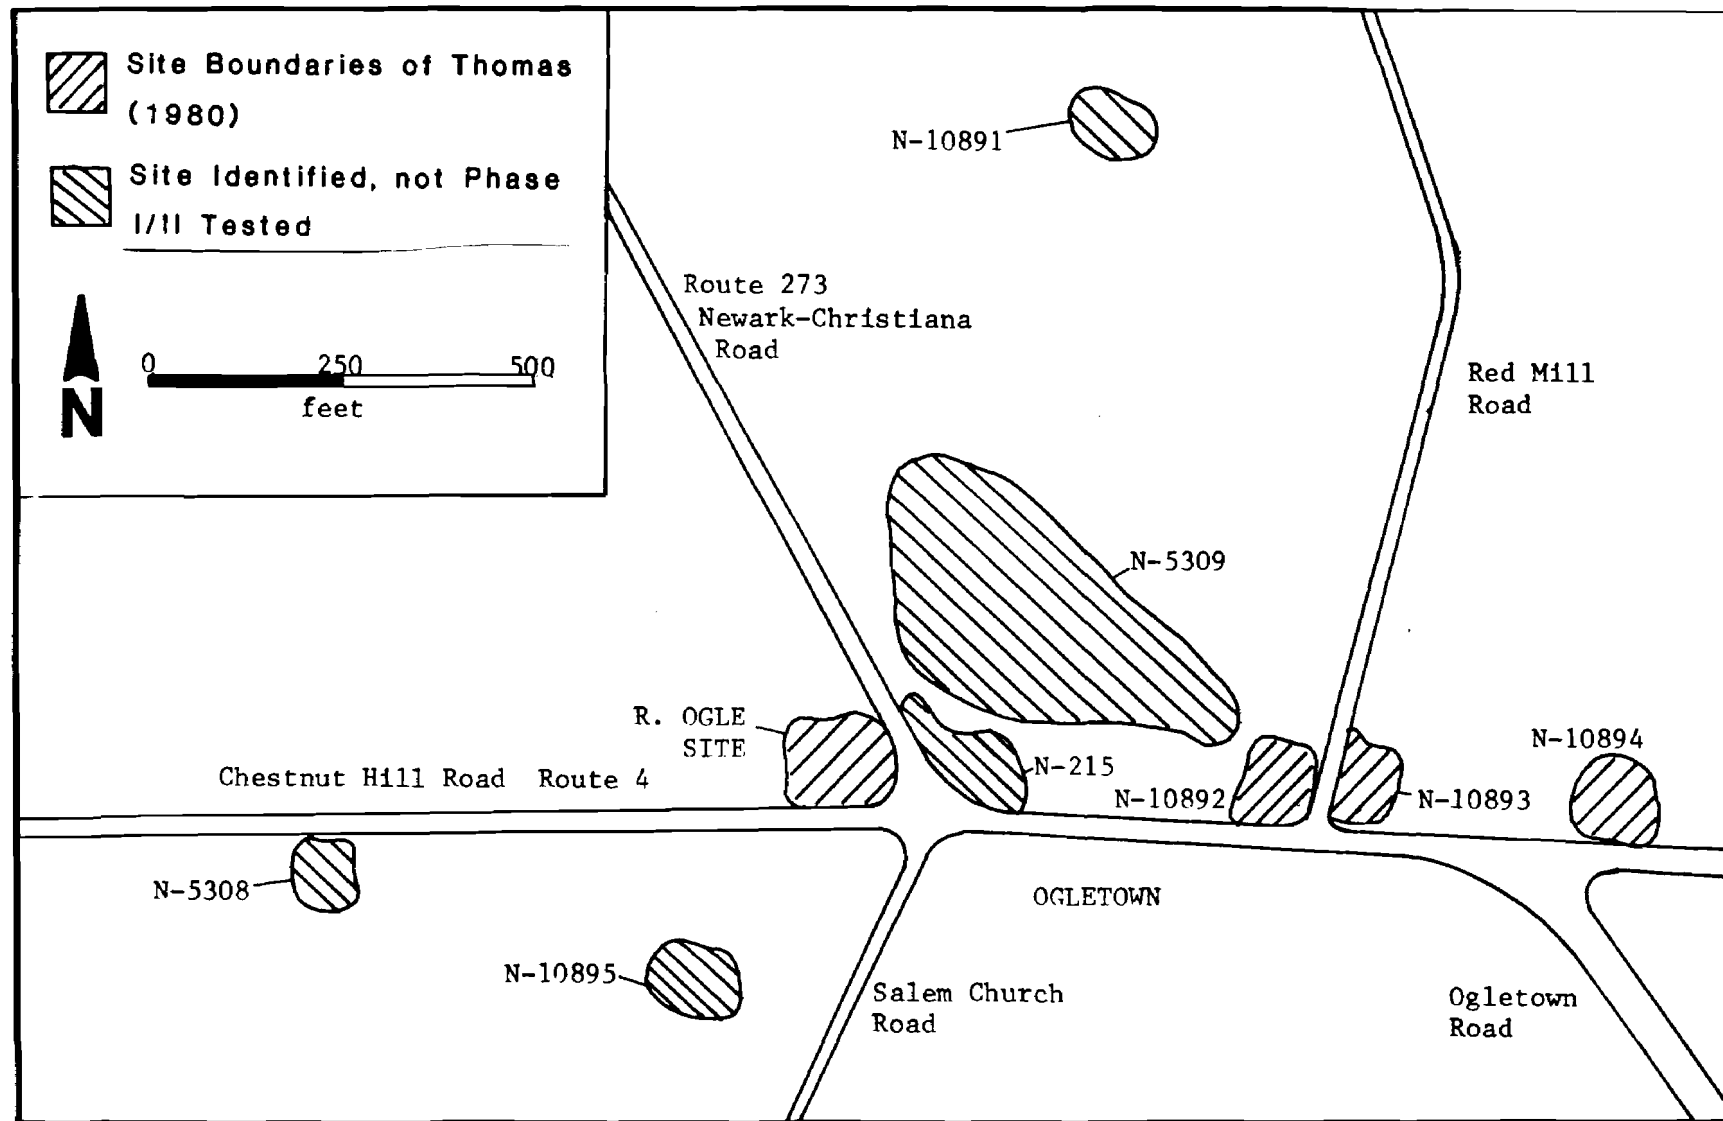 Site Boundaries of Thomas
(1980)
Site Identified, not Phase
I/II Tested
N
0 250 500
feet
N-10891
Route 273
Newark-Christiana
Road
Red Mill
Road
N-5309
R. OGLE
SITE
N-215
N-10892
N-10893
N-10894
Chestnut Hill Road Route 4
N-5308
OGLETOWN
N-10895
Salem Church
Road
Ogletown
Road